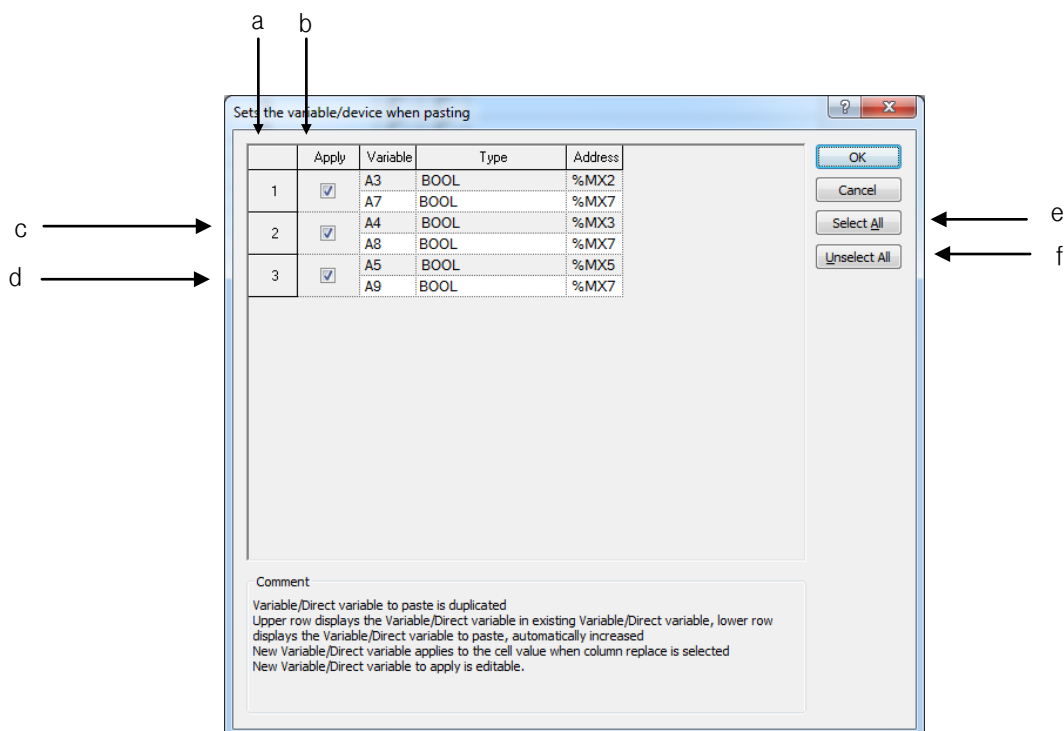 a b
Sets the variable/device when pasting
Apply Variable Type Address OK
1 A3 BOOL %MX2
A7 BOOL %MX7 Cancel
c 2 A4 BOOL %MX3 Select All e
A8 BOOL %MX7
d 3 A5 BOOL %MX5 Unselect All f
A9 BOOL %MX7
Comment
Variable/Direct variable to paste is duplicated
Upper row displays the Variable/Direct variable in existing Variable/Direct variable, lower row
displays the Variable/Direct variable to paste, automatically increased
New Variable/Direct variable applies to the cell value when column replace is selected
New Variable/Direct variable to apply is editable.